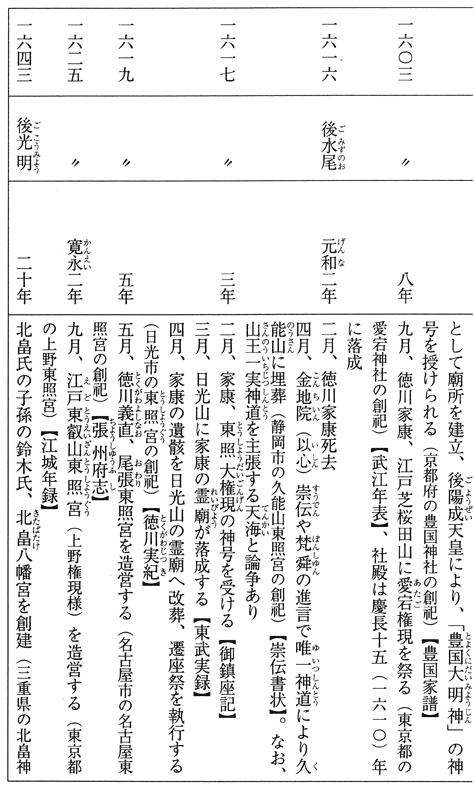 として廟所を建立、後陽成天皇により、「豊国大明神」の神
号を授けられる（京都府の豊国神社の創祀）【豊国家譜】
一六〇三　〃　八年　九月、徳川家康、江戸芝桜田山に愛宕権現を祭る（東京都の
愛宕神社の創祀）【武江年表】、社殿は慶長十五（一六一〇）年
に落成
一六一六　後水尾　元和二年　二月、徳川家康死去
四月、金地院（以心）崇伝や梵舜の進言で唯一神道により久
能山に埋葬（静岡市の久能山東照宮の創祀）【崇伝書状】。なお、
山王一実神道を主張する天海と論争あり
一六一七　〃　三年　二月、家康、東照大権現の神号を受ける【御鎮座記】
三月、日光山に家康の霊廟が落成する【東武実録】
四月、家康の遺骸を日光山の霊廟へ改葬、遷座祭を執行する
（日光市の東照宮の創祀）【徳川実紀】
一六一九　〃　五年　五月、徳川義直、尾張東照宮を造営する（名古屋市の名古屋東
照宮の創祀）【張州府志】
一六二五　〃　寛永二年　九月、江戸東叡山東照宮（上野権現様）を造営する（東京都
の上野東照宮）【江城年録】
一六四三　後光明　二十年　北畠氏の子孫の鈴木氏、北畠八幡宮を創建（三重県の北畠神